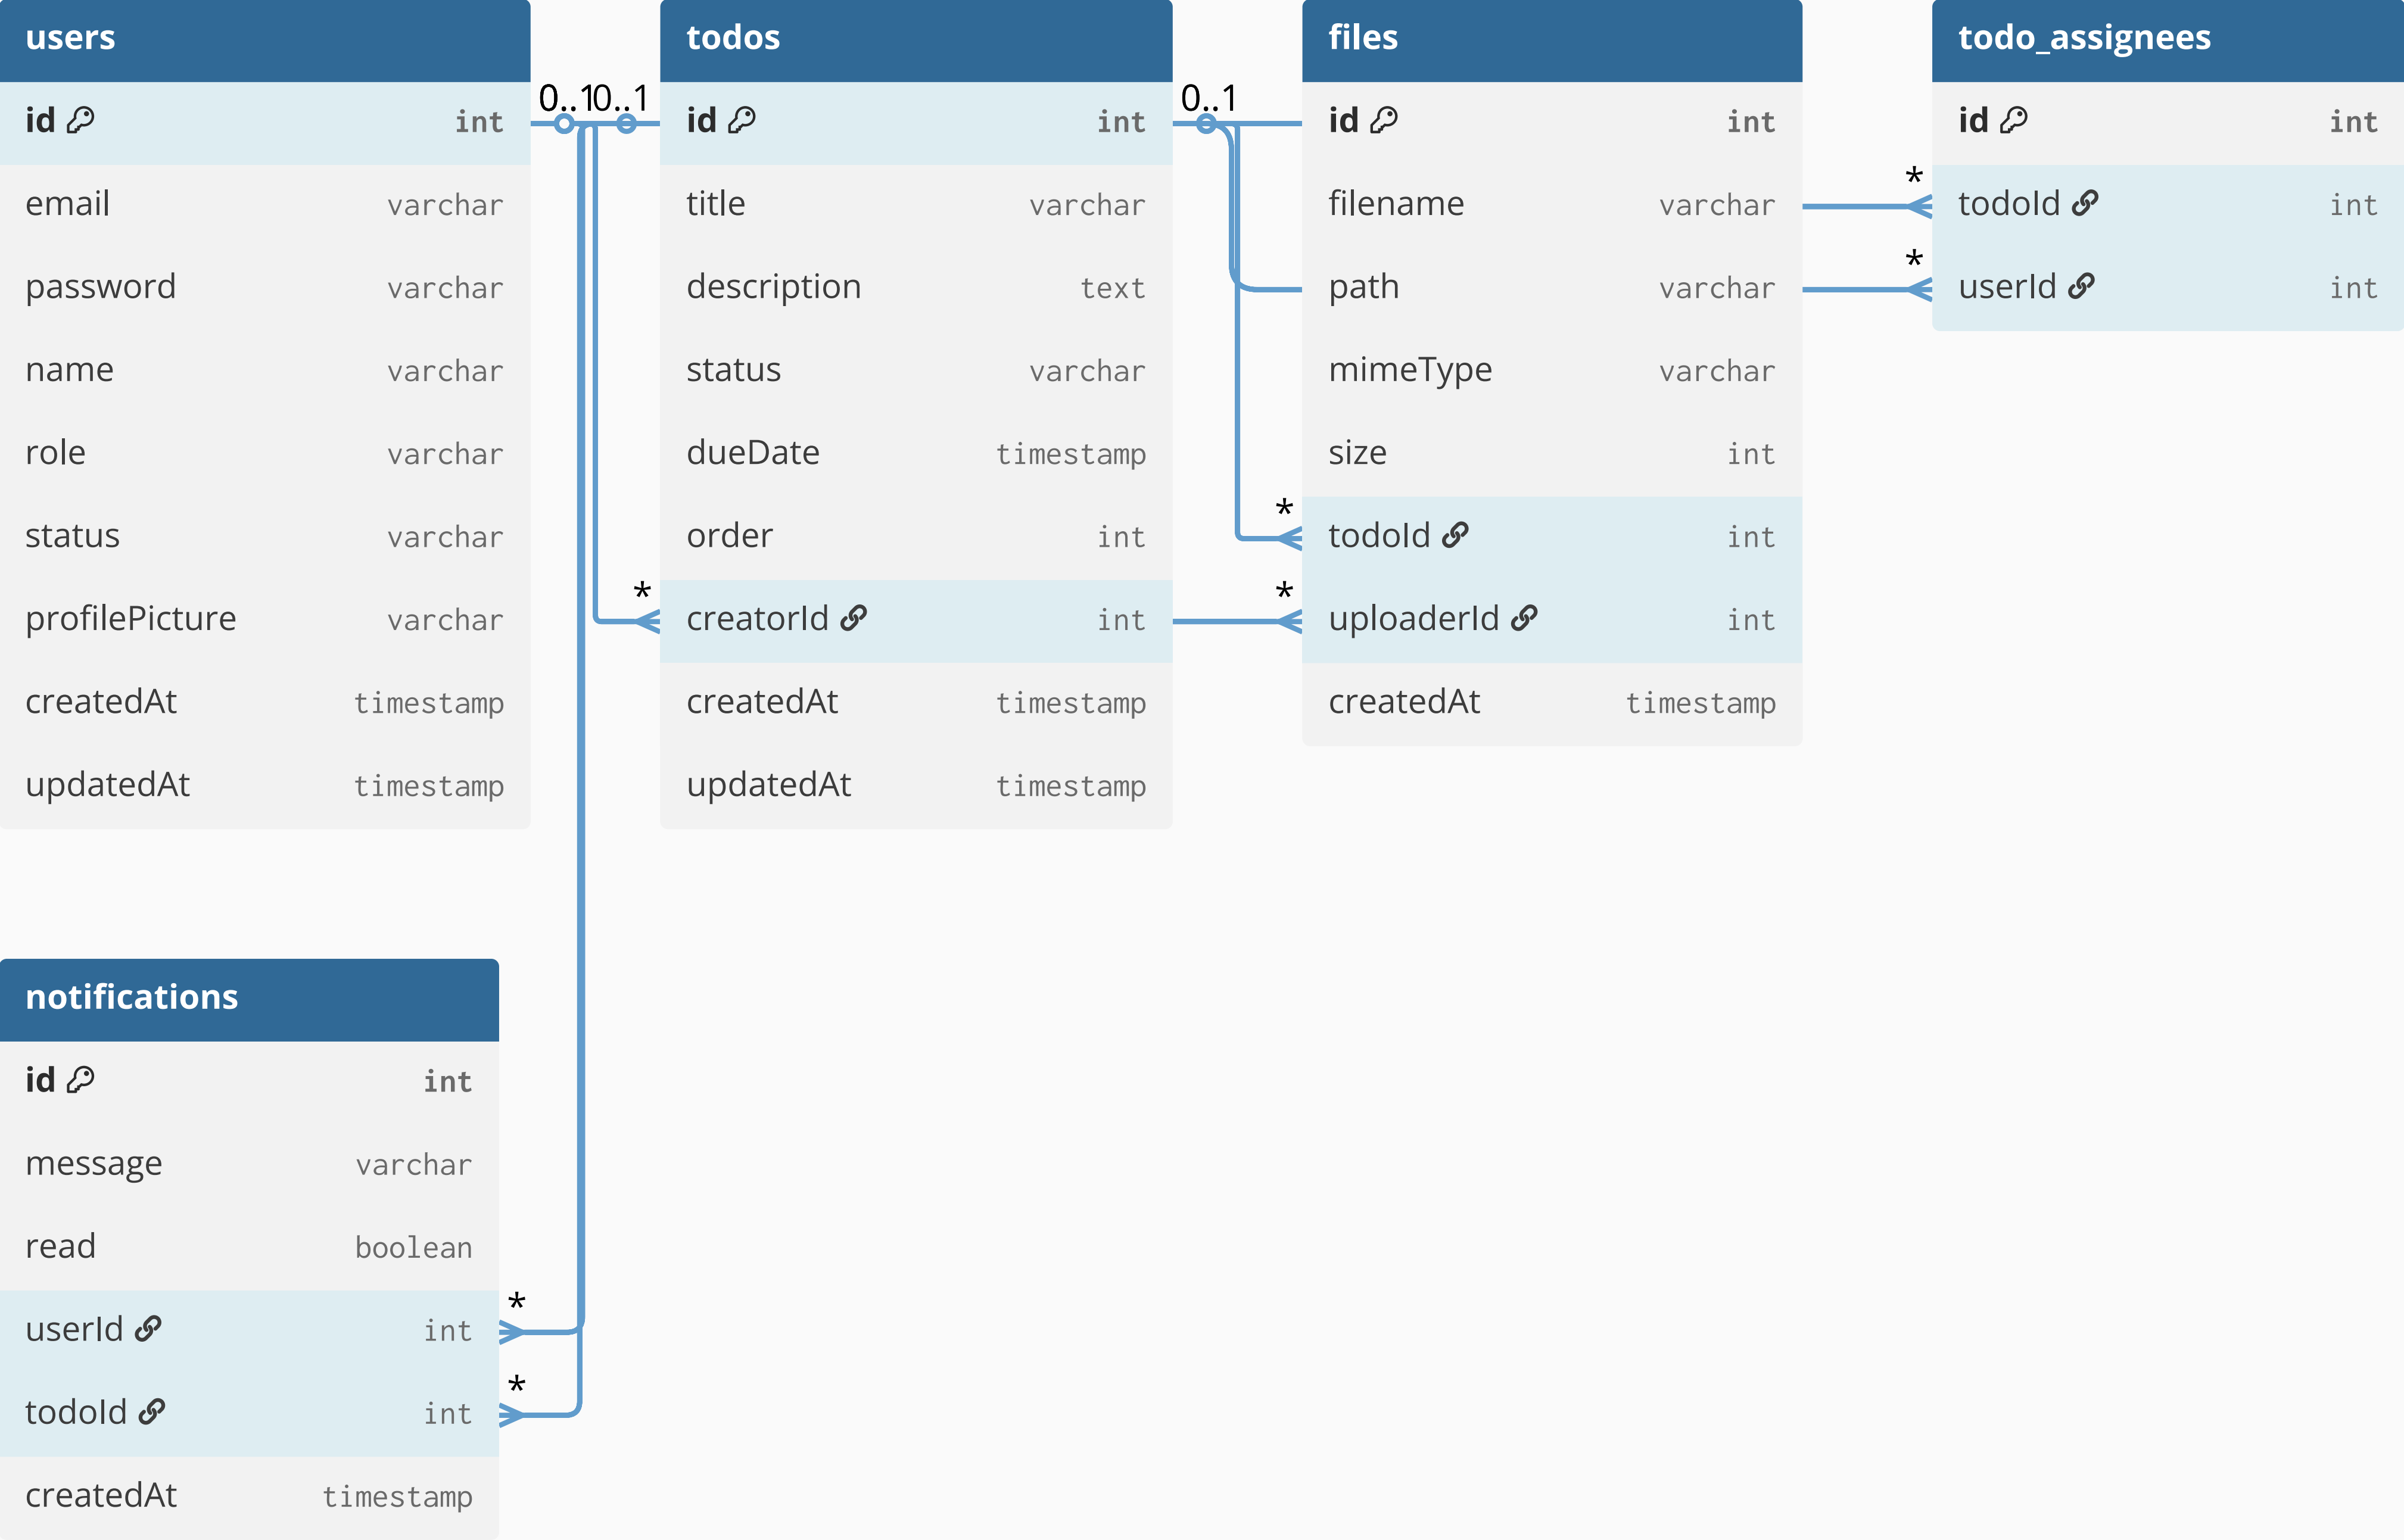 users
0..1
id int
email varchar
password varchar
name varchar
role varchar
status varchar
profilePicture varchar
createdAt timestamp
updatedAt timestamp
todos
0..1
id int
title varchar
description text
status varchar
dueDate timestamp
order int
*
creatorId int
createdAt timestamp
updatedAt timestamp
files
0..1
id int
filename varchar
path varchar
mimeType varchar
size int
*
todoId int
*
uploaderId int
createdAt timestamp
todo_assignees
id int
*
todoId int
*
userId int
notifications
id int
message varchar
read boolean
*
userId int
*
todoId int
createdAt timestamp